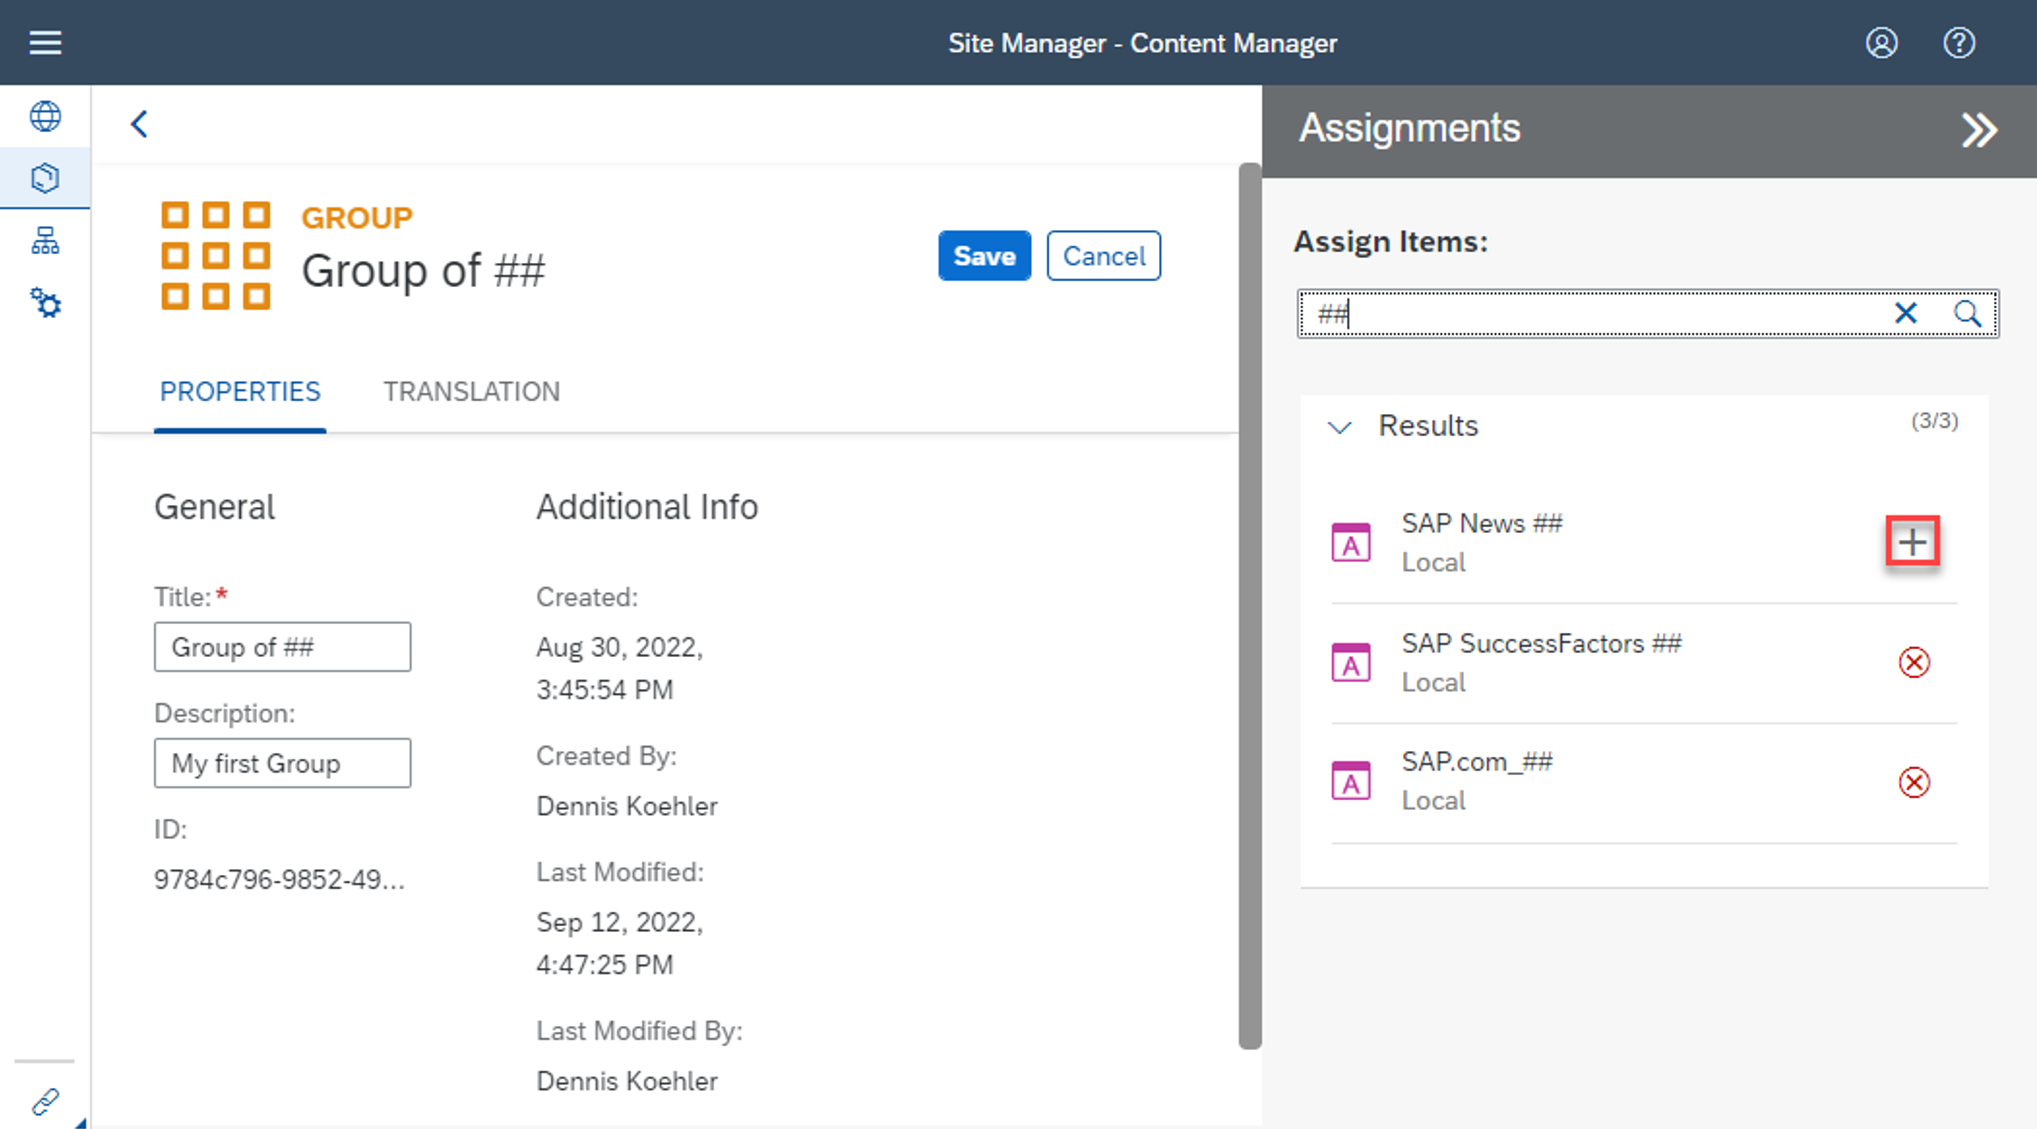 Site Manager - Content Manager
GROUP
Group of ##
Save
Cancel
PROPERTIES
TRANSLATION
General
Title:*
Group of ##
Description:
My first Group
ID:
9784c796-9852-49...
Additional Info
Created:
Aug 30, 2022,
3:45:54 PM
Created By:
Dennis Koehler
Last Modified:
Sep 12, 2022,
4:47:25 PM
Last Modified By:
Dennis Koehler
Assignments
Assign Items:
##
Results
(3/3)
A
SAP News ##
Local
A
SAP SuccessFactors ##
Local
A
SAP.com_##
Local